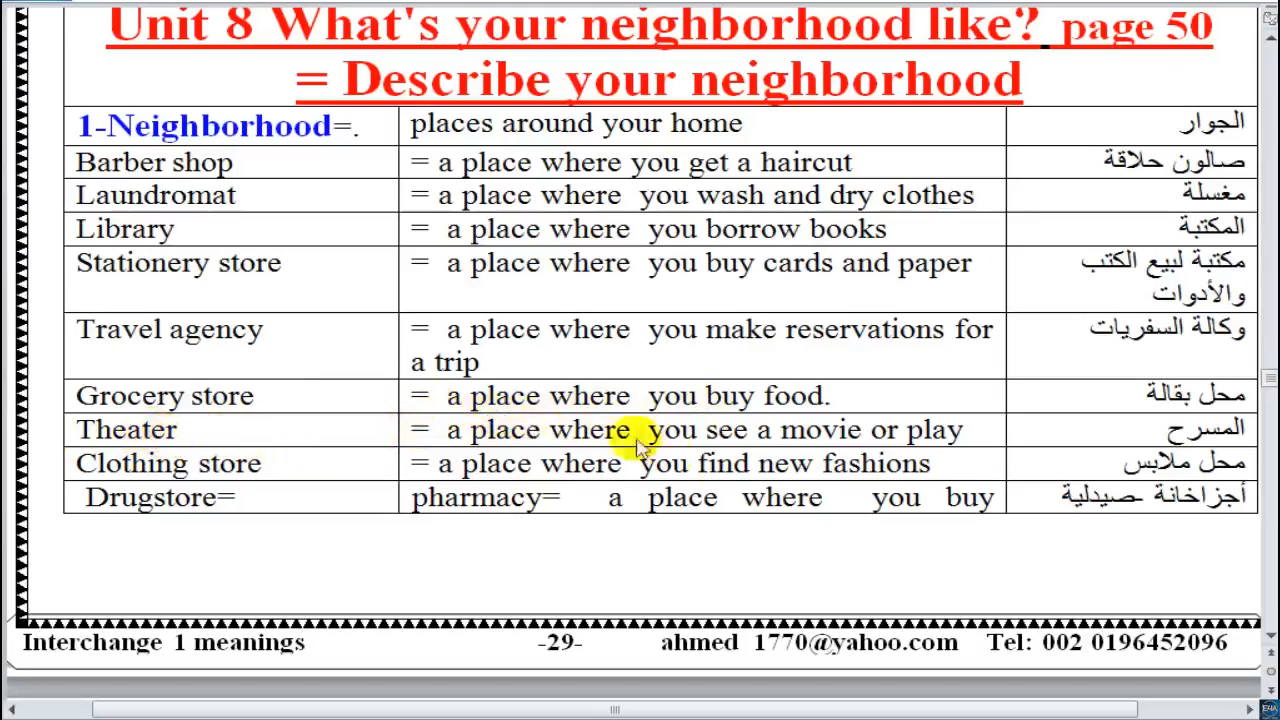 Unit 8 What's your neighborhood like? page 50
= Describe your neighborhood
1-Neighborhood=. places around your home الجوار
Barber shop = a place where you get a haircut صالون حلاقة
Laundromat = a place where you wash and dry clothes مغسلة
Library = a place where you borrow books المكتبة
Stationery store = a place where you buy cards and paper مكتبة لبيع الكتب
والأدوات
Travel agency = a place where you make reservations for وكالة السفريات
a trip
Grocery store = a place where you buy food. محل بقالة
Theater = a place where you see a movie or play المسرح
Clothing store = a place where you find new fashions محل ملابس
Drugstore= pharmacy= a place where you buy أجزاخانة -صيدلية
Interchange 1 meanings -29- ahmed 1770@yahoo.com Tel: 002 0196452096